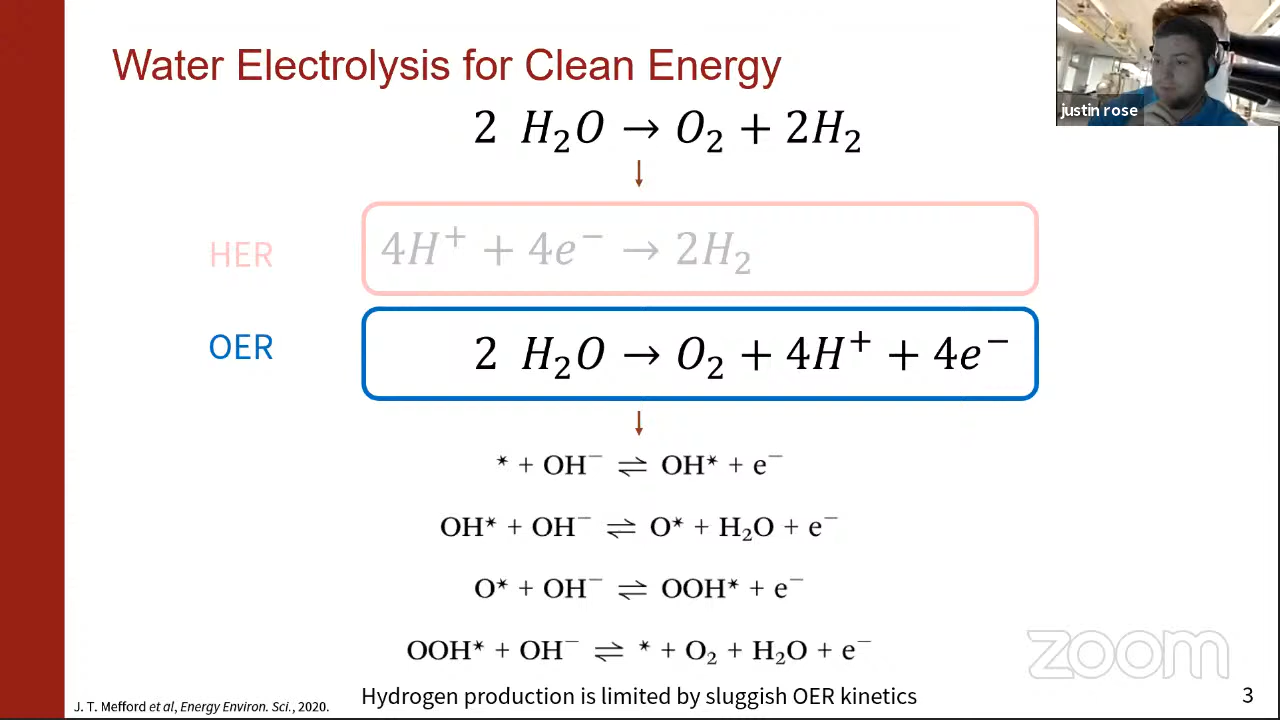 Water Electrolysis for Clean Energy
justin rose
2 H₂O → O₂ + 2H₂
↓
HER
4H⁺ + 4e⁻ → 2H₂
OER
2 H₂O → O₂ + 4H⁺ + 4e⁻
↓
* + OH⁻ ⇌ OH* + e⁻
OH* + OH⁻ ⇌ O* + H₂O + e⁻
O* + OH⁻ ⇌ OOH* + e⁻
OOH* + OH⁻ ⇌ * + O₂ + H₂O + e⁻
zoom
Hydrogen production is limited by sluggish OER kinetics
J. T. Mefford et al, Energy Environ. Sci., 2020.
3